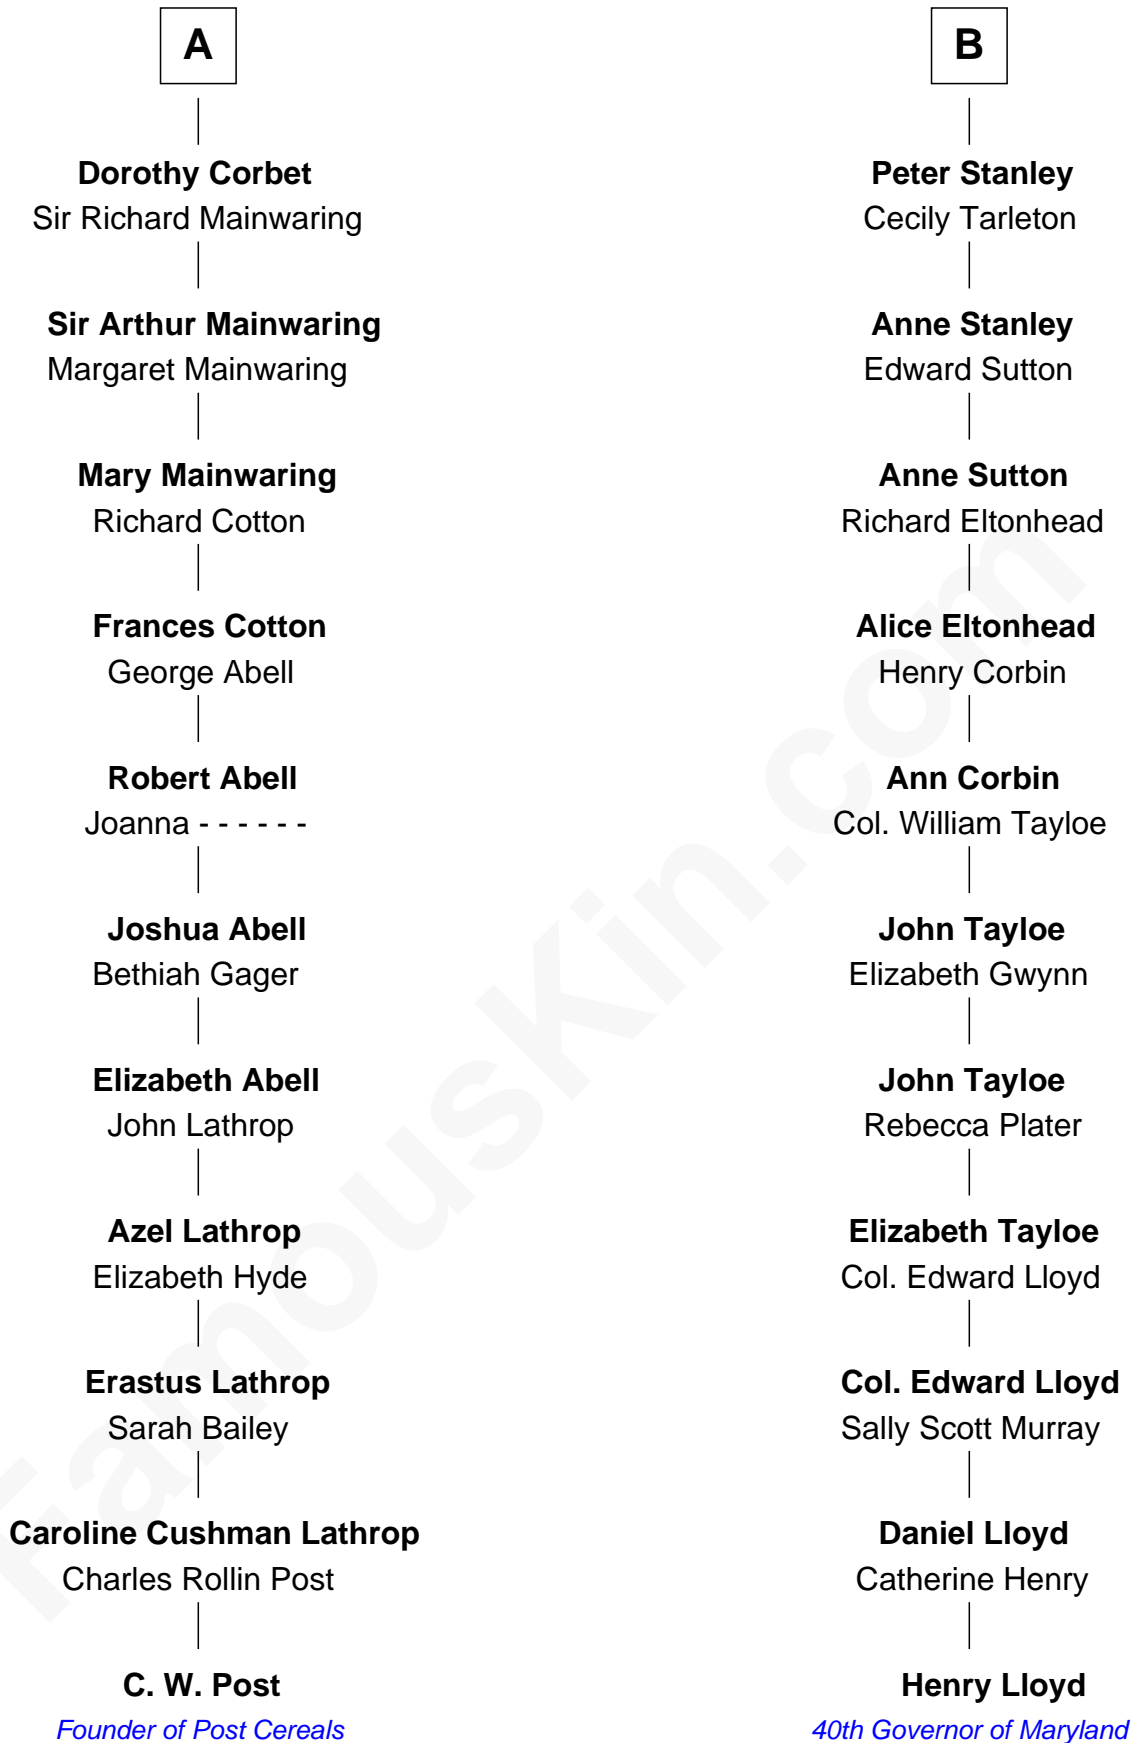 A
Dorothy Corbet
Sir Richard Mainwaring
Sir Arthur Mainwaring
Margaret Mainwaring
Mary Mainwaring
Richard Cotton
Frances Cotton
George Abell
Robert Abell
Joanna - - - - - -
Joshua Abell
Bethiah Gager
Elizabeth Abell
John Lathrop
Azel Lathrop
Elizabeth Hyde
Erastus Lathrop
Sarah Bailey
Caroline Cushman Lathrop
Charles Rollin Post
C. W. Post
Founder of Post Cereals
B
Peter Stanley
Cecily Tarleton
Anne Stanley
Edward Sutton
Anne Sutton
Richard Eltonhead
Alice Eltonhead
Henry Corbin
Ann Corbin
Col. William Tayloe
John Tayloe
Elizabeth Gwynn
John Tayloe
Rebecca Plater
Elizabeth Tayloe
Col. Edward Lloyd
Col. Edward Lloyd
Sally Scott Murray
Daniel Lloyd
Catherine Henry
Henry Lloyd
40th Governor of Maryland
FamousKin.com